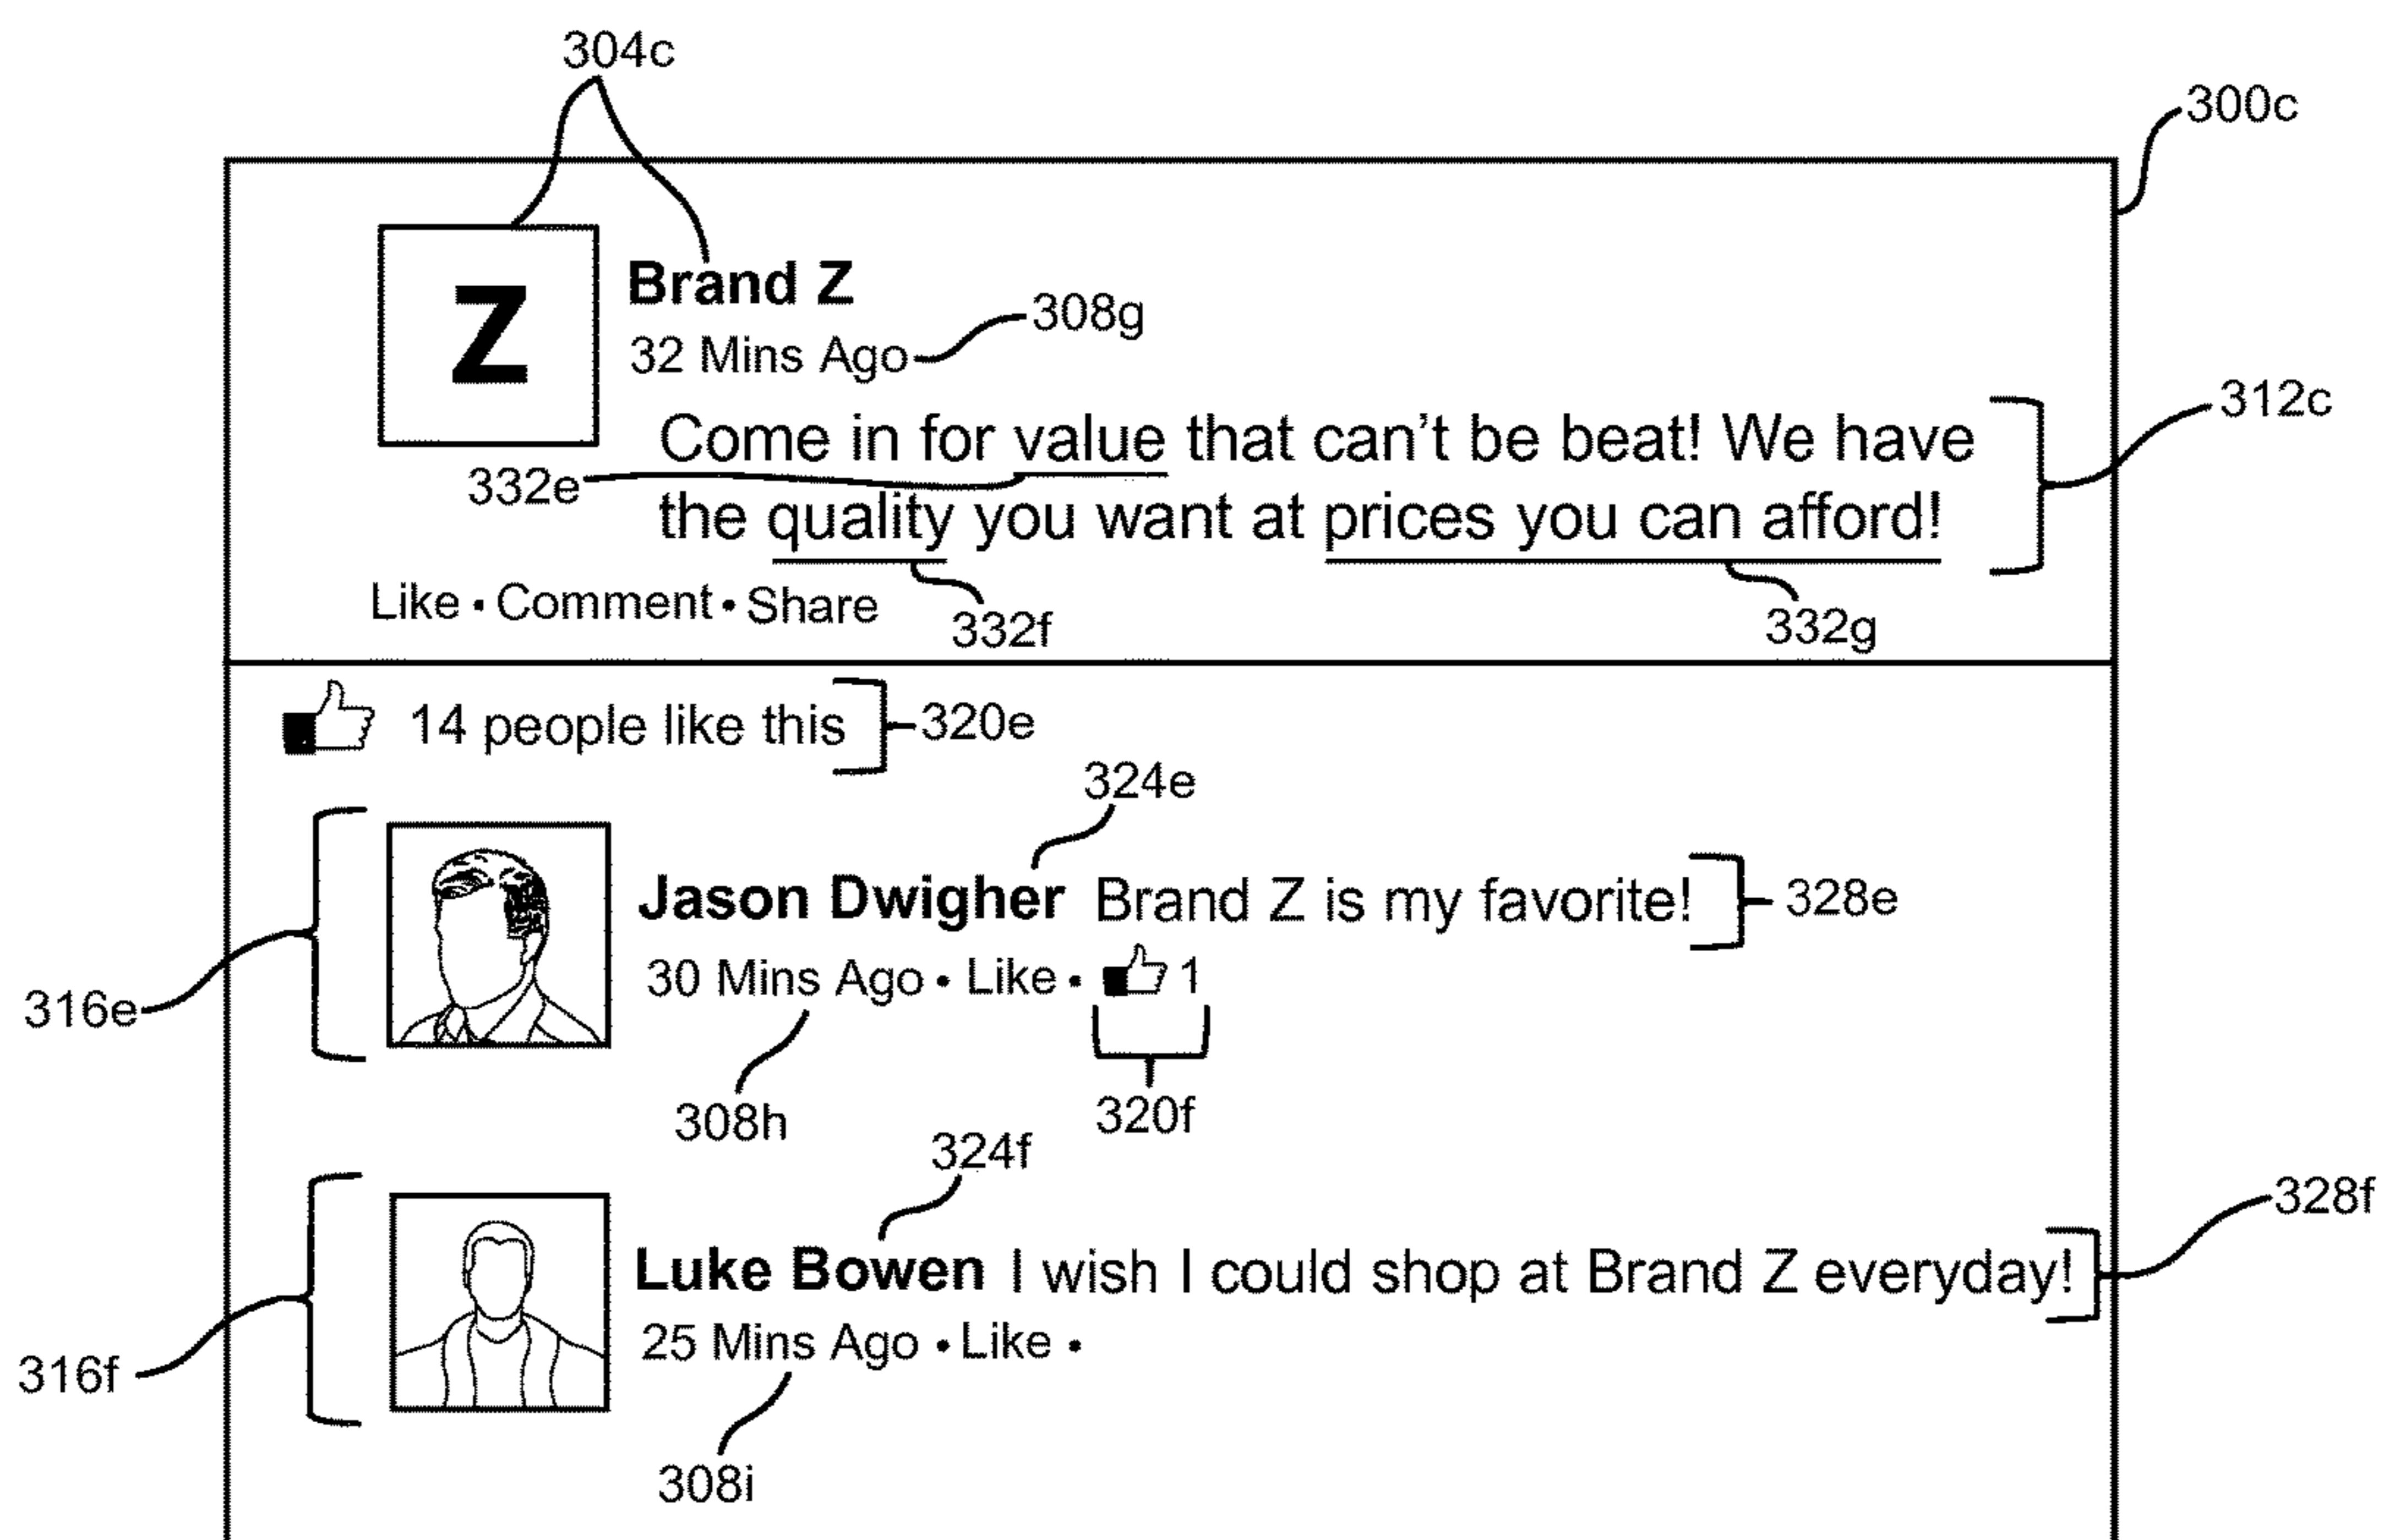 304c
300c
Z
Brand Z
308g
32 Mins Ago
312c
Come in for value that can't be beat! We have
332e
the quality you want at prices you can afford!
Like • Comment • Share
332f
332g
14 people like this
320e
324e
Jason Dwigher Brand Z is my favorite!
328e
30 Mins Ago • Like • 1
316e
308h
320f
324f
328f
Luke Bowen I wish I could shop at Brand Z everyday!
25 Mins Ago • Like •
316f
308i